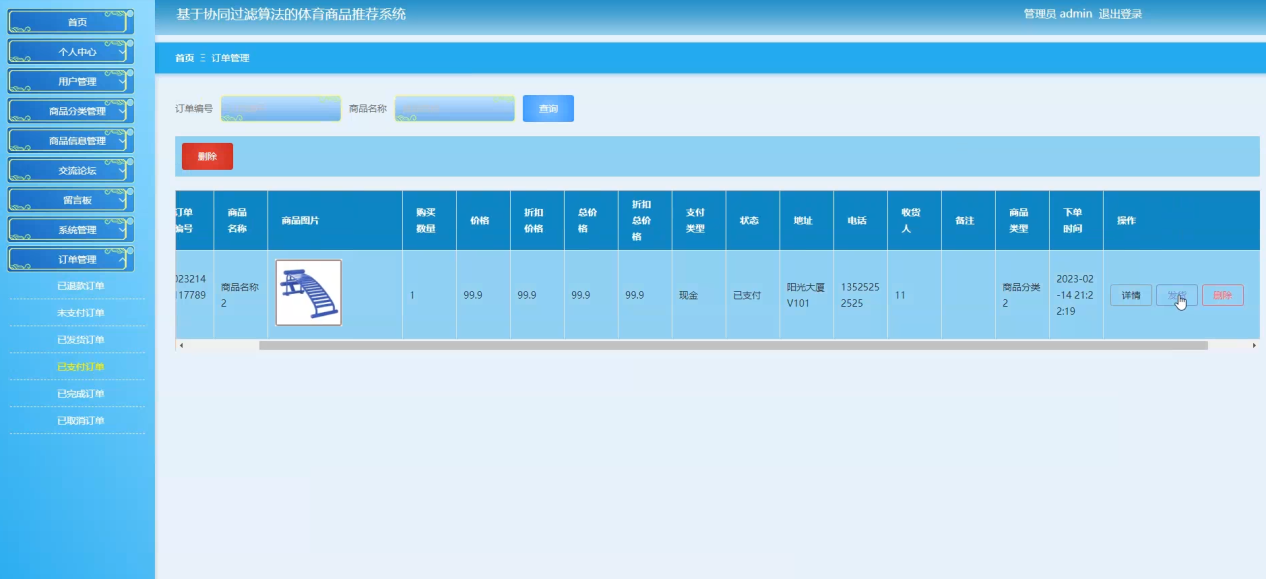 基于协同过滤算法的体育商品推荐系统
管理员 admin 退出登录
首页
个人中心
用户管理
商品分类管理
商品信息管理
交流论坛
留言板
系统管理
订单管理
已退款订单
未支付订单
已发货订单
已支付订单
已完成订单
已取消订单
首页 订单管理
订单编号
商品名称
查询
删除
订单
编号
商品
名称
商品图片
购买
数量
价格
折扣
价格
总价
格
折扣
总价
格
支付
类型
状态
地址
电话
收货
人
备注
商品
类型
下单
时间
操作
023214
117789
商品名称
2
1
99.9
99.9
99.9
99.9
现金
已支付
阳光大厦
V101
1352525
2525
11
商品分类
2
2023-02
-14 21:2
2:19
详情
发货
删除